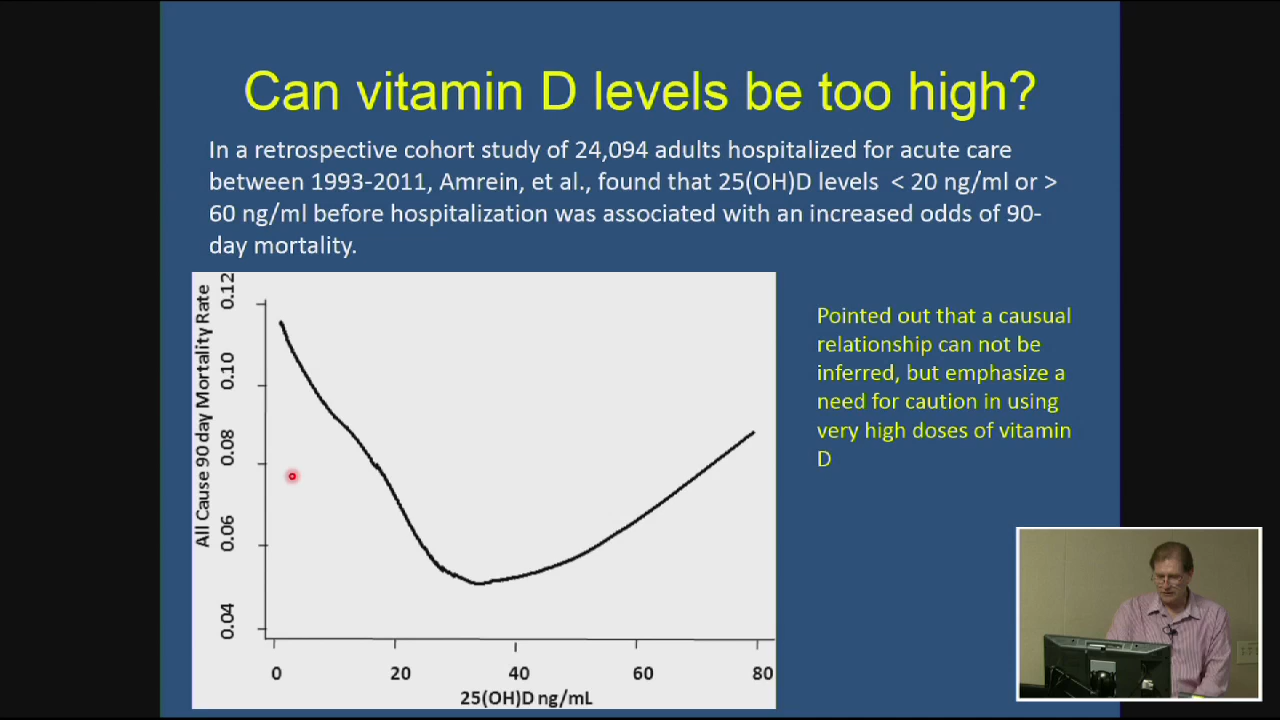 Can vitamin D levels be too high?
In a retrospective cohort study of 24,094 adults hospitalized for acute care
between 1993-2011, Amrein, et al., found that 25(OH)D levels < 20 ng/ml or >
60 ng/ml before hospitalization was associated with an increased odds of 90-
day mortality.
All Cause 90 day Mortality Rate
0.12
0.10
0.08
0.06
0.04
0 20 40 60 80
25(OH)D ng/mL
Pointed out that a causual
relationship can not be
inferred, but emphasize a
need for caution in using
very high doses of vitamin
D